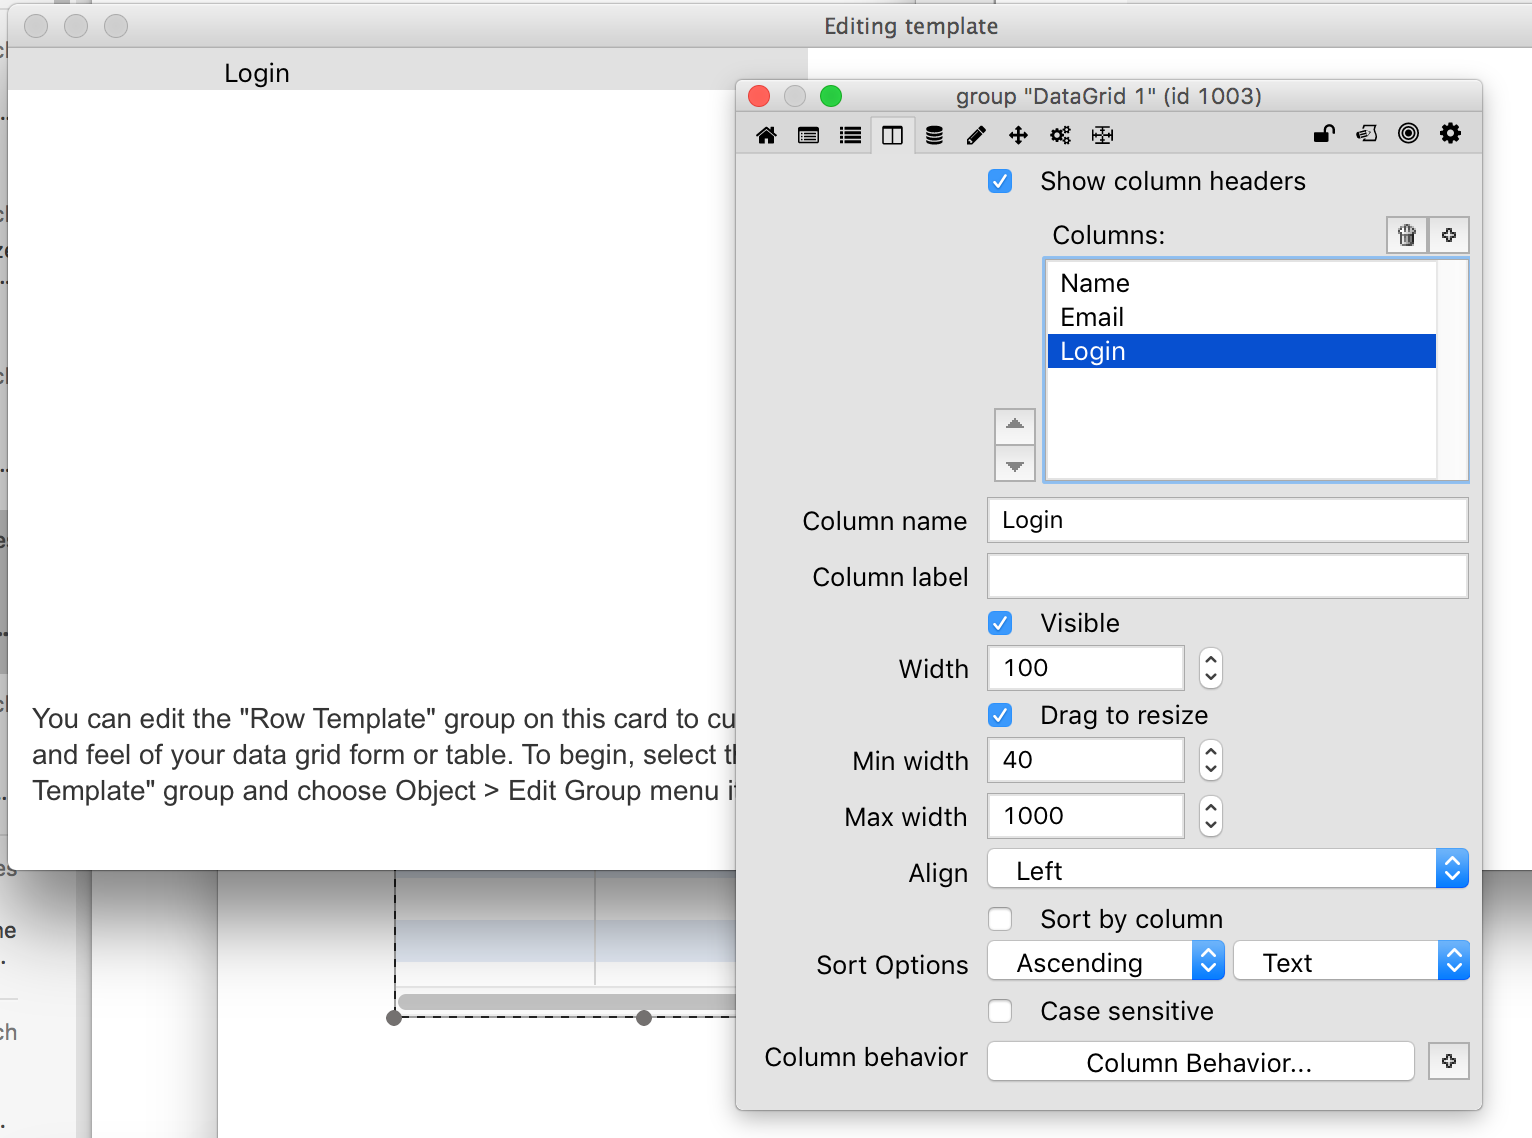 Editing template
Login
group "DataGrid 1" (id 1003)
Show column headers
Columns:
Name
Email
Login
Column name Login
Column label
Visible
Width 100
Drag to resize
Min width 40
Max width 1000
Align Left
Sort by column
Sort Options Ascending Text
Case sensitive
Column behavior Column Behavior...
You can edit the "Row Template" group on this card to
and feel of your data grid form or table. To begin, select
Template" group and choose Object > Edit Group menu